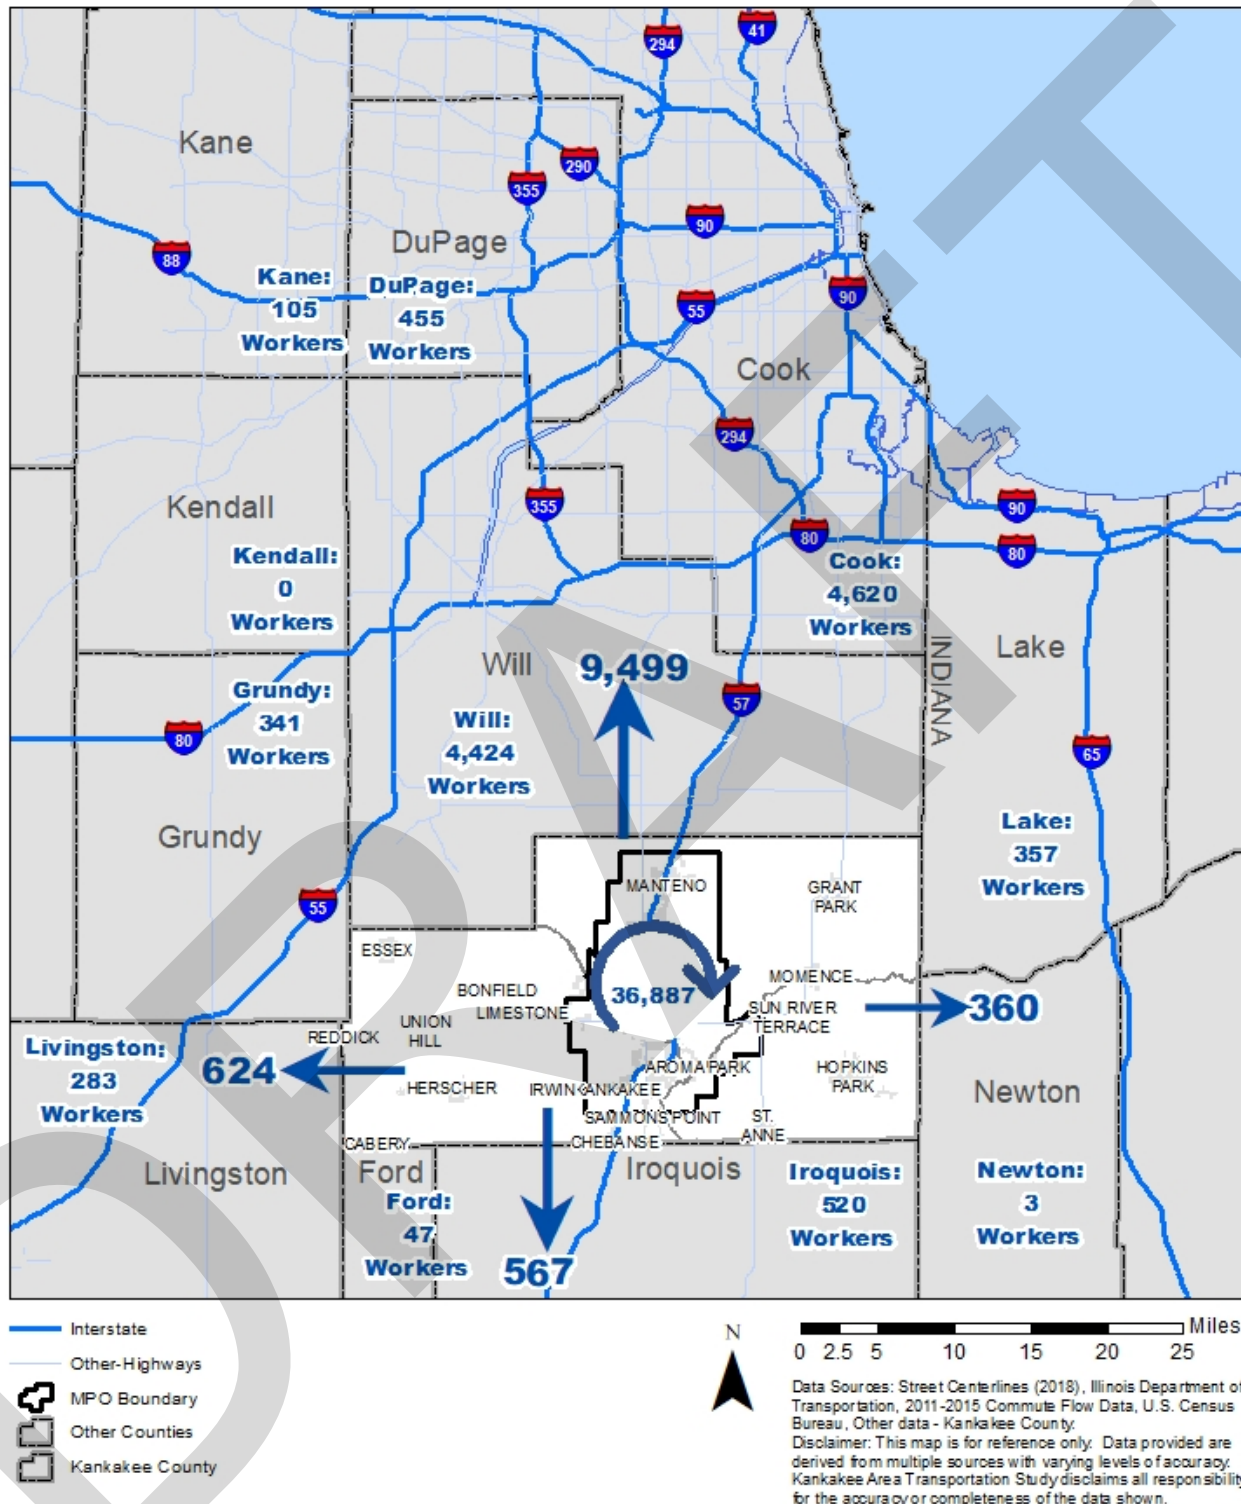 294
41
Kane
290
355
90
DuPage
88
Kane:
105
Workers
DuPage:
455
Workers
55
90
Cook
294
Kendall
355
90
80
80
Kendall:
0
Workers
Cook:
4,620
Workers
INDIANA
Lake
Will
9,499
57
Grundy:
341
Workers
80
Will:
4,424
Workers
65
Grundy
Lake:
357
Workers
55
MANTENO
GRANT
PARK
ESSEX
BONFIELD
LIMESTONE
36,887
MOMENCE
SUN RIVER
TERRACE
360
UNION
HILL
REDDICK
Livingston:
283
Workers
624
HERSCHER
IRWIN
KANKAKEE
AROMA PARK
HOPKINS
PARK
Newton
SAMMONS POINT
ST.
ANNE
CABERY
CHEBANSE
Livingston
Ford
Iroquois
Ford:
47
Workers
567
Iroquois:
520
Workers
Newton:
3
Workers
DRAFT
Interstate
Other-Highways
MPO Boundary
Other Counties
Kankakee County
N
Miles
0 2.5 5 10 15 20 25
Data Sources: Street Centerlines (2018), Illinois Department of
Transportation, 2011-2015 Commute Flow Data, U.S. Census
Bureau, Other data - Kankakee County.
Disclaimer: This map is for reference only. Data provided are
derived from multiple sources with varying levels of accuracy.
Kankakee Area Transportation Study disclaims all responsibility
for the accuracy or completeness of the data shown.